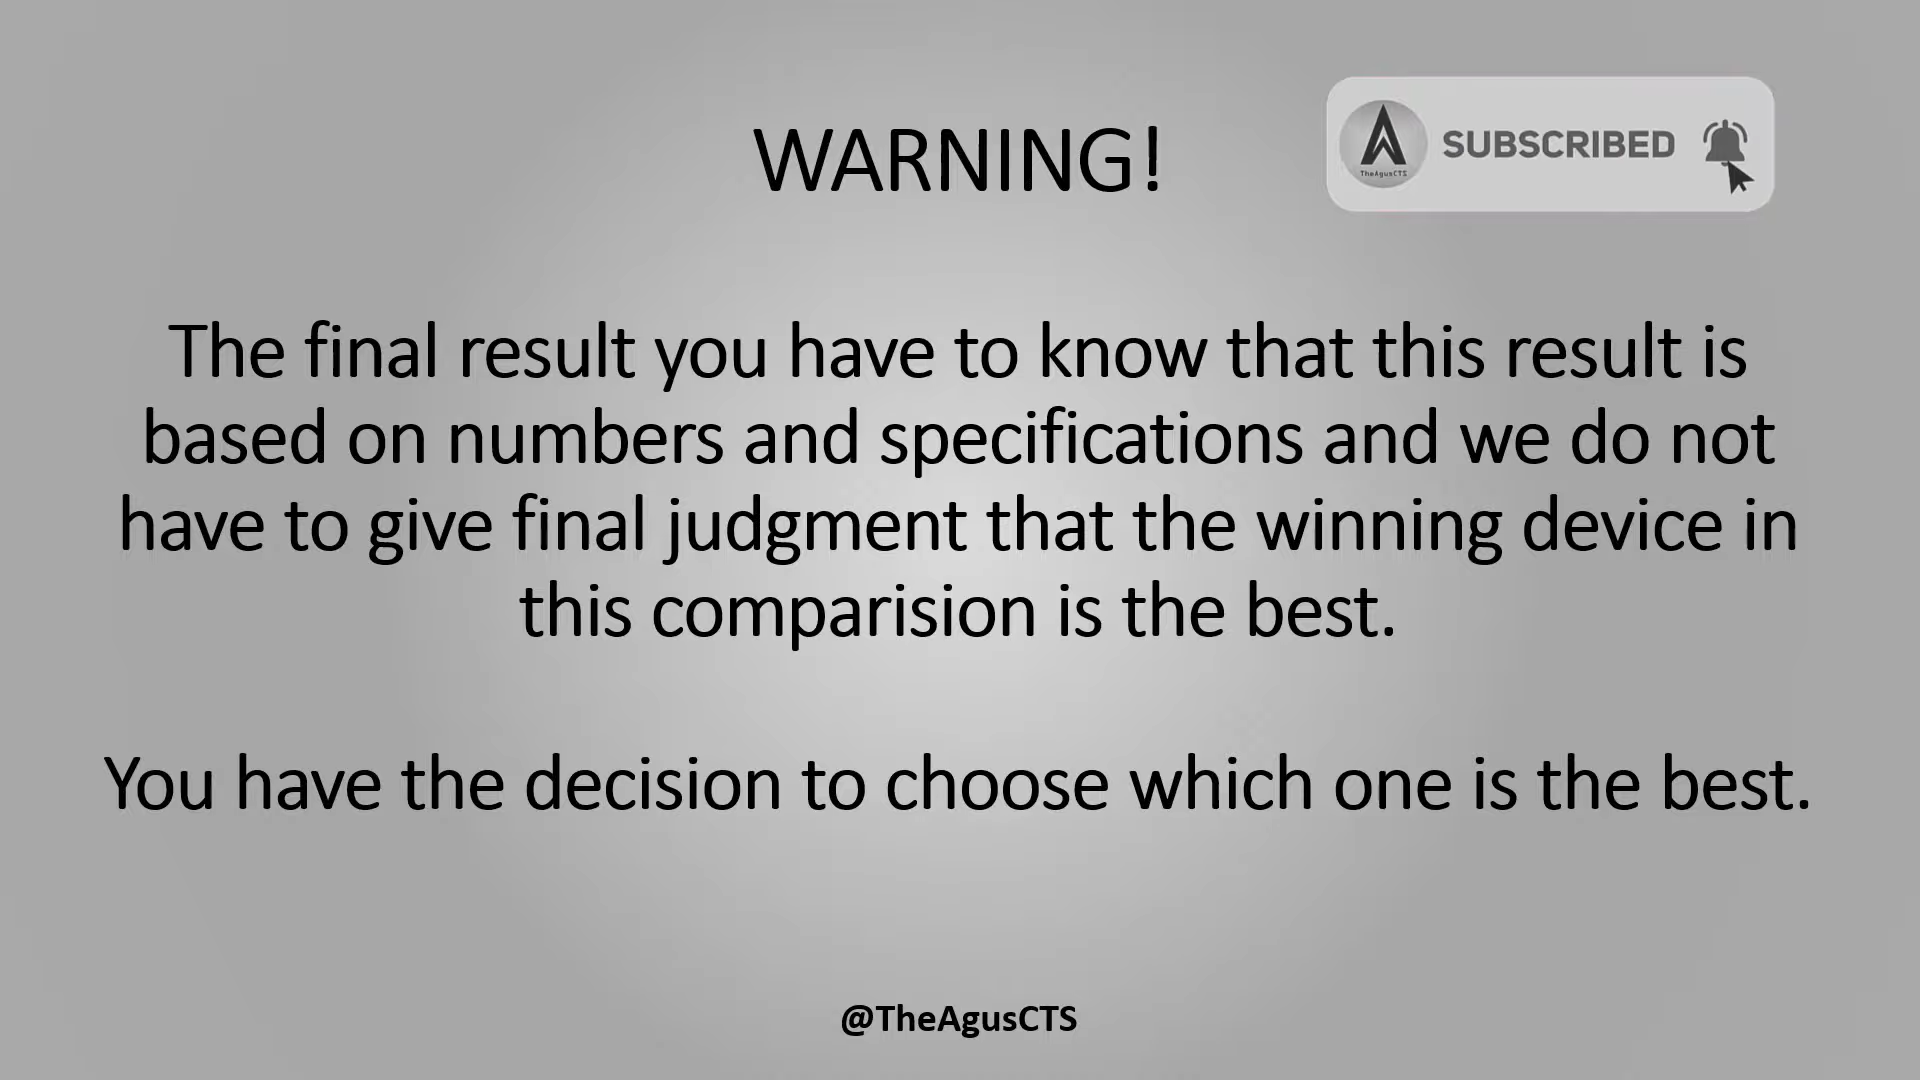 WARNING!
TheAgusCTS
SUBSCRIBED
The final result you have to know that this result is
based on numbers and specifications and we do not
have to give final judgment that the winning device in
this comparision is the best.
You have the decision to choose which one is the best.
@TheAgusCTS